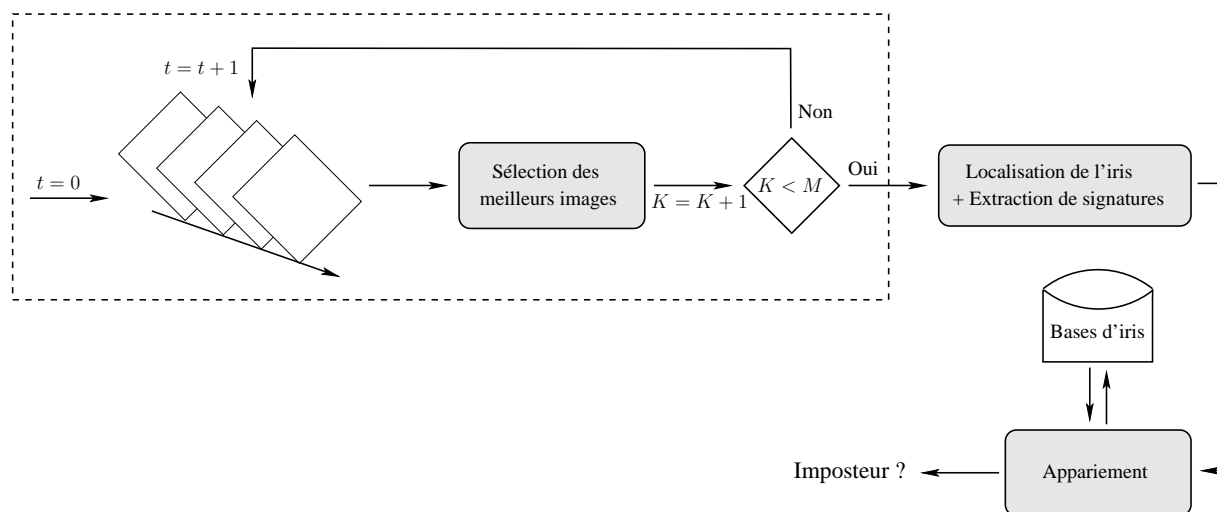 t = t + 1
Non
t = 0
Sélection des
meilleurs images
K = K + 1
K < M
Oui
Localisation de l’iris
+ Extraction de signatures
Bases d’iris
Imposteur ?
Appariement